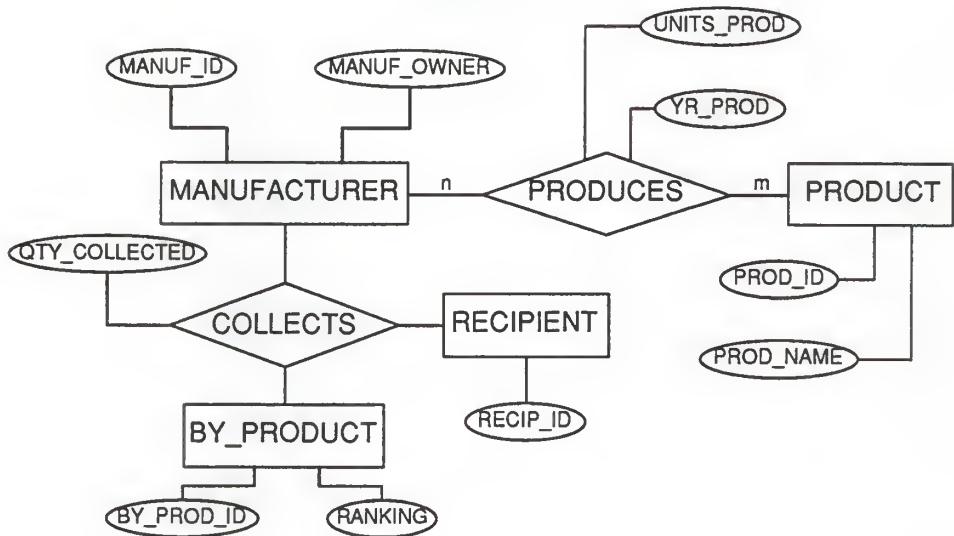 UNITS_PROD
MANUF_ID
MANUF_OWNER
YR_PROD
MANUFACTURER
n
PRODUCES
m
PRODUCT
QTY_COLLECTED
PROD_ID
COLLECTS
RECIPIENT
PROD_NAME
BY_PRODUCT
RECIP_ID
BY_PROD_ID
RANKING